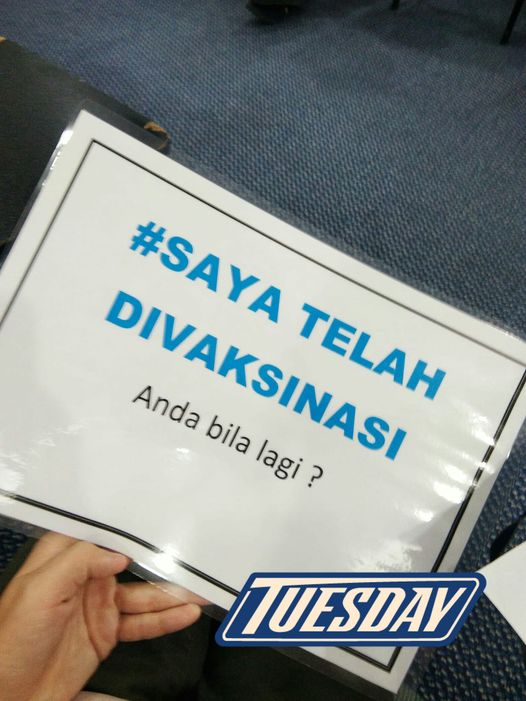 #SAYA TELAH
DIVAKSINASI
Anda bila lagi ?
TUESDAY